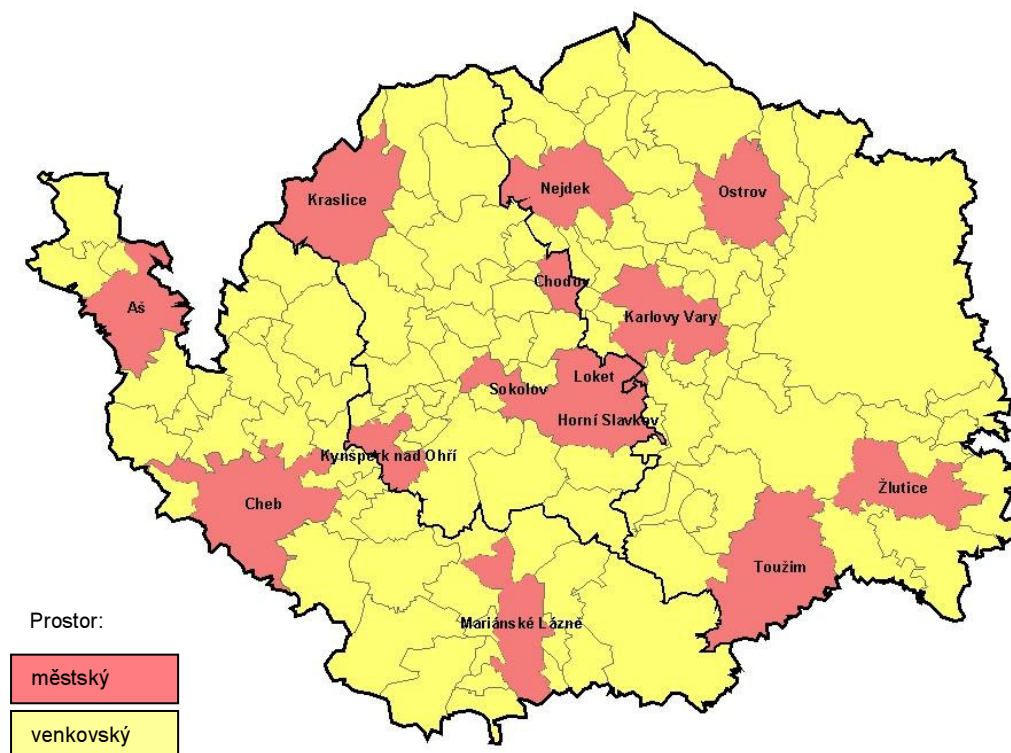 Nejdek
Ostrov
Kraslice
Chodov
Aš
Karlovy Vary
Loket
Sokolov
Horní Slavkov
Kynšperk nad Ohří
Žlutice
Cheb
Toužim
Mariánské Lázně
Prostor:
městský
venkovský